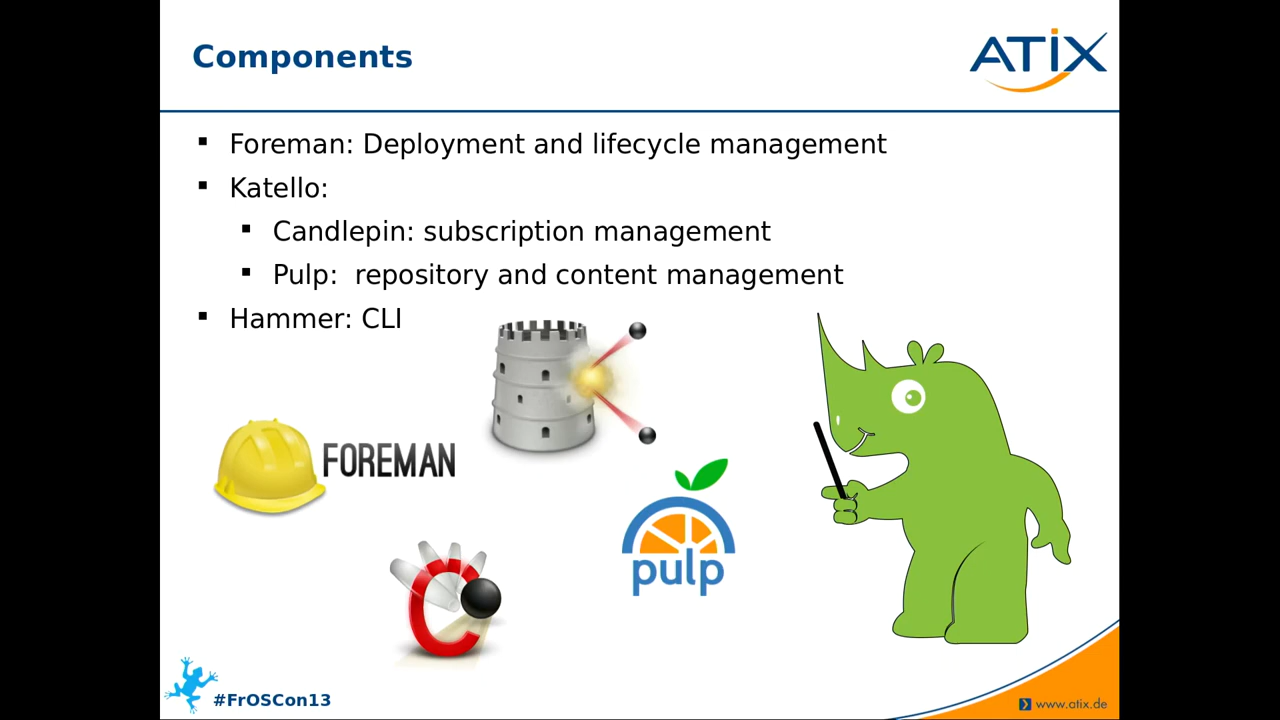 Components
ATIX
Foreman: Deployment and lifecycle management
Katello:
Candlepin: subscription management
Pulp:  repository and content management
Hammer: CLI
FOREMAN
pulp
C
#FrOSCon13
www.atix.de